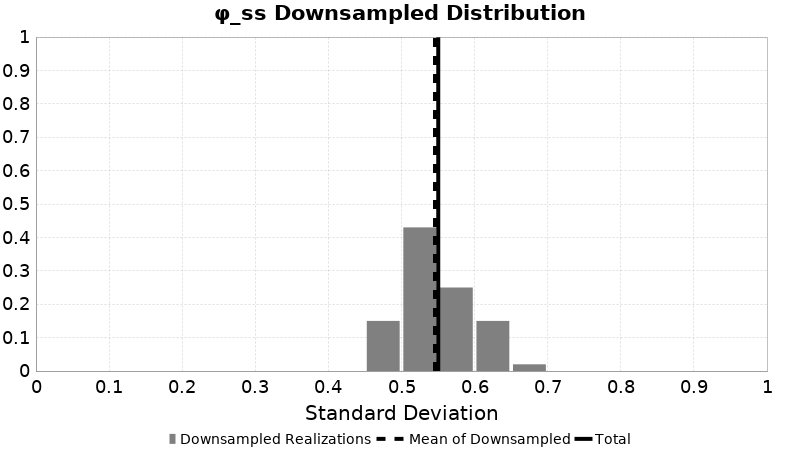 φ_ss Downsampled Distribution
1
0.9
0.8
0.7
0.6
0.5
0.4
0.3
0.2
0.1
0
0 0.1 0.2 0.3 0.4 0.5 0.6 0.7 0.8 0.9 1
Standard Deviation
Downsampled Realizations Mean of Downsampled Total